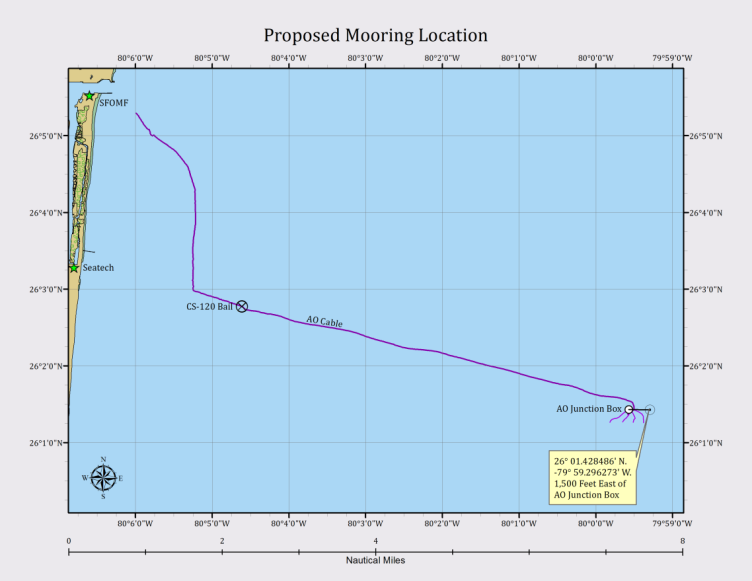 Proposed Mooring Location
80°6'0"W 80°5'0"W 80°4'0"W 80°3'0"W 80°2'0"W 80°1'0"W 80°0'0"W 79°59'0"W
SFOMF
26°5'0"N 26°5'0"N
26°4'0"N 26°4'0"N
Seatech
26°3'0"N 26°3'0"N
CS-120 Ball
AO Cable
26°2'0"N 26°2'0"N
AO Junction Box
26°1'0"N 26°1'0"N
26° 01.428486' N.
-79° 59.296273' W.
1,500 Feet East of
AO Junction Box
N
W E
S
80°6'0"W 80°5'0"W 80°4'0"W 80°3'0"W 80°2'0"W 80°1'0"W 80°0'0"W 79°59'0"W
0 2 4 8
Nautical Miles